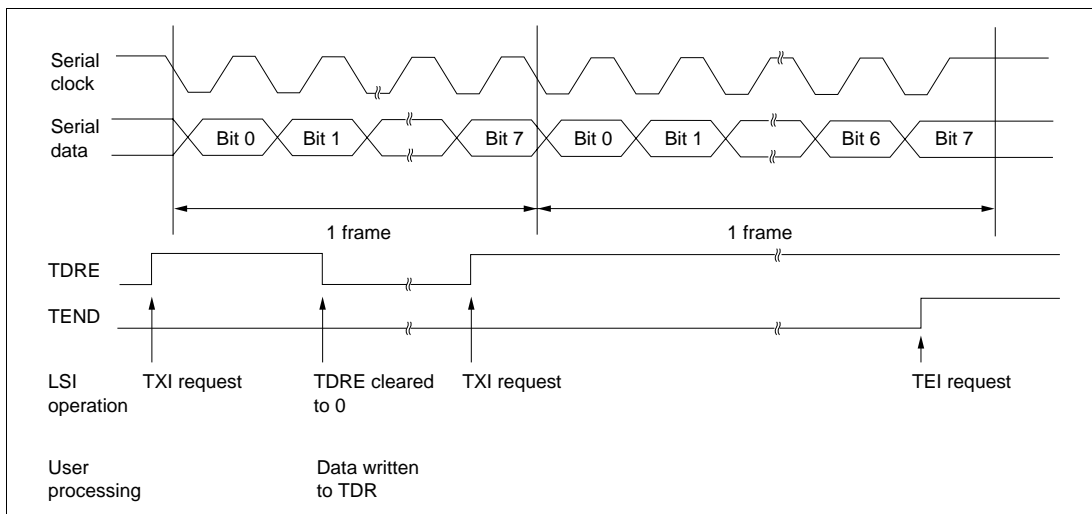 Serial
clock
Serial
data
Bit 0
Bit 1
Bit 7
Bit 0
Bit 1
Bit 6
Bit 7
1 frame
1 frame
TDRE
TEND
LSI
operation
TXI request
TDRE cleared
to 0
TXI request
TEI request
User
processing
Data written
to TDR